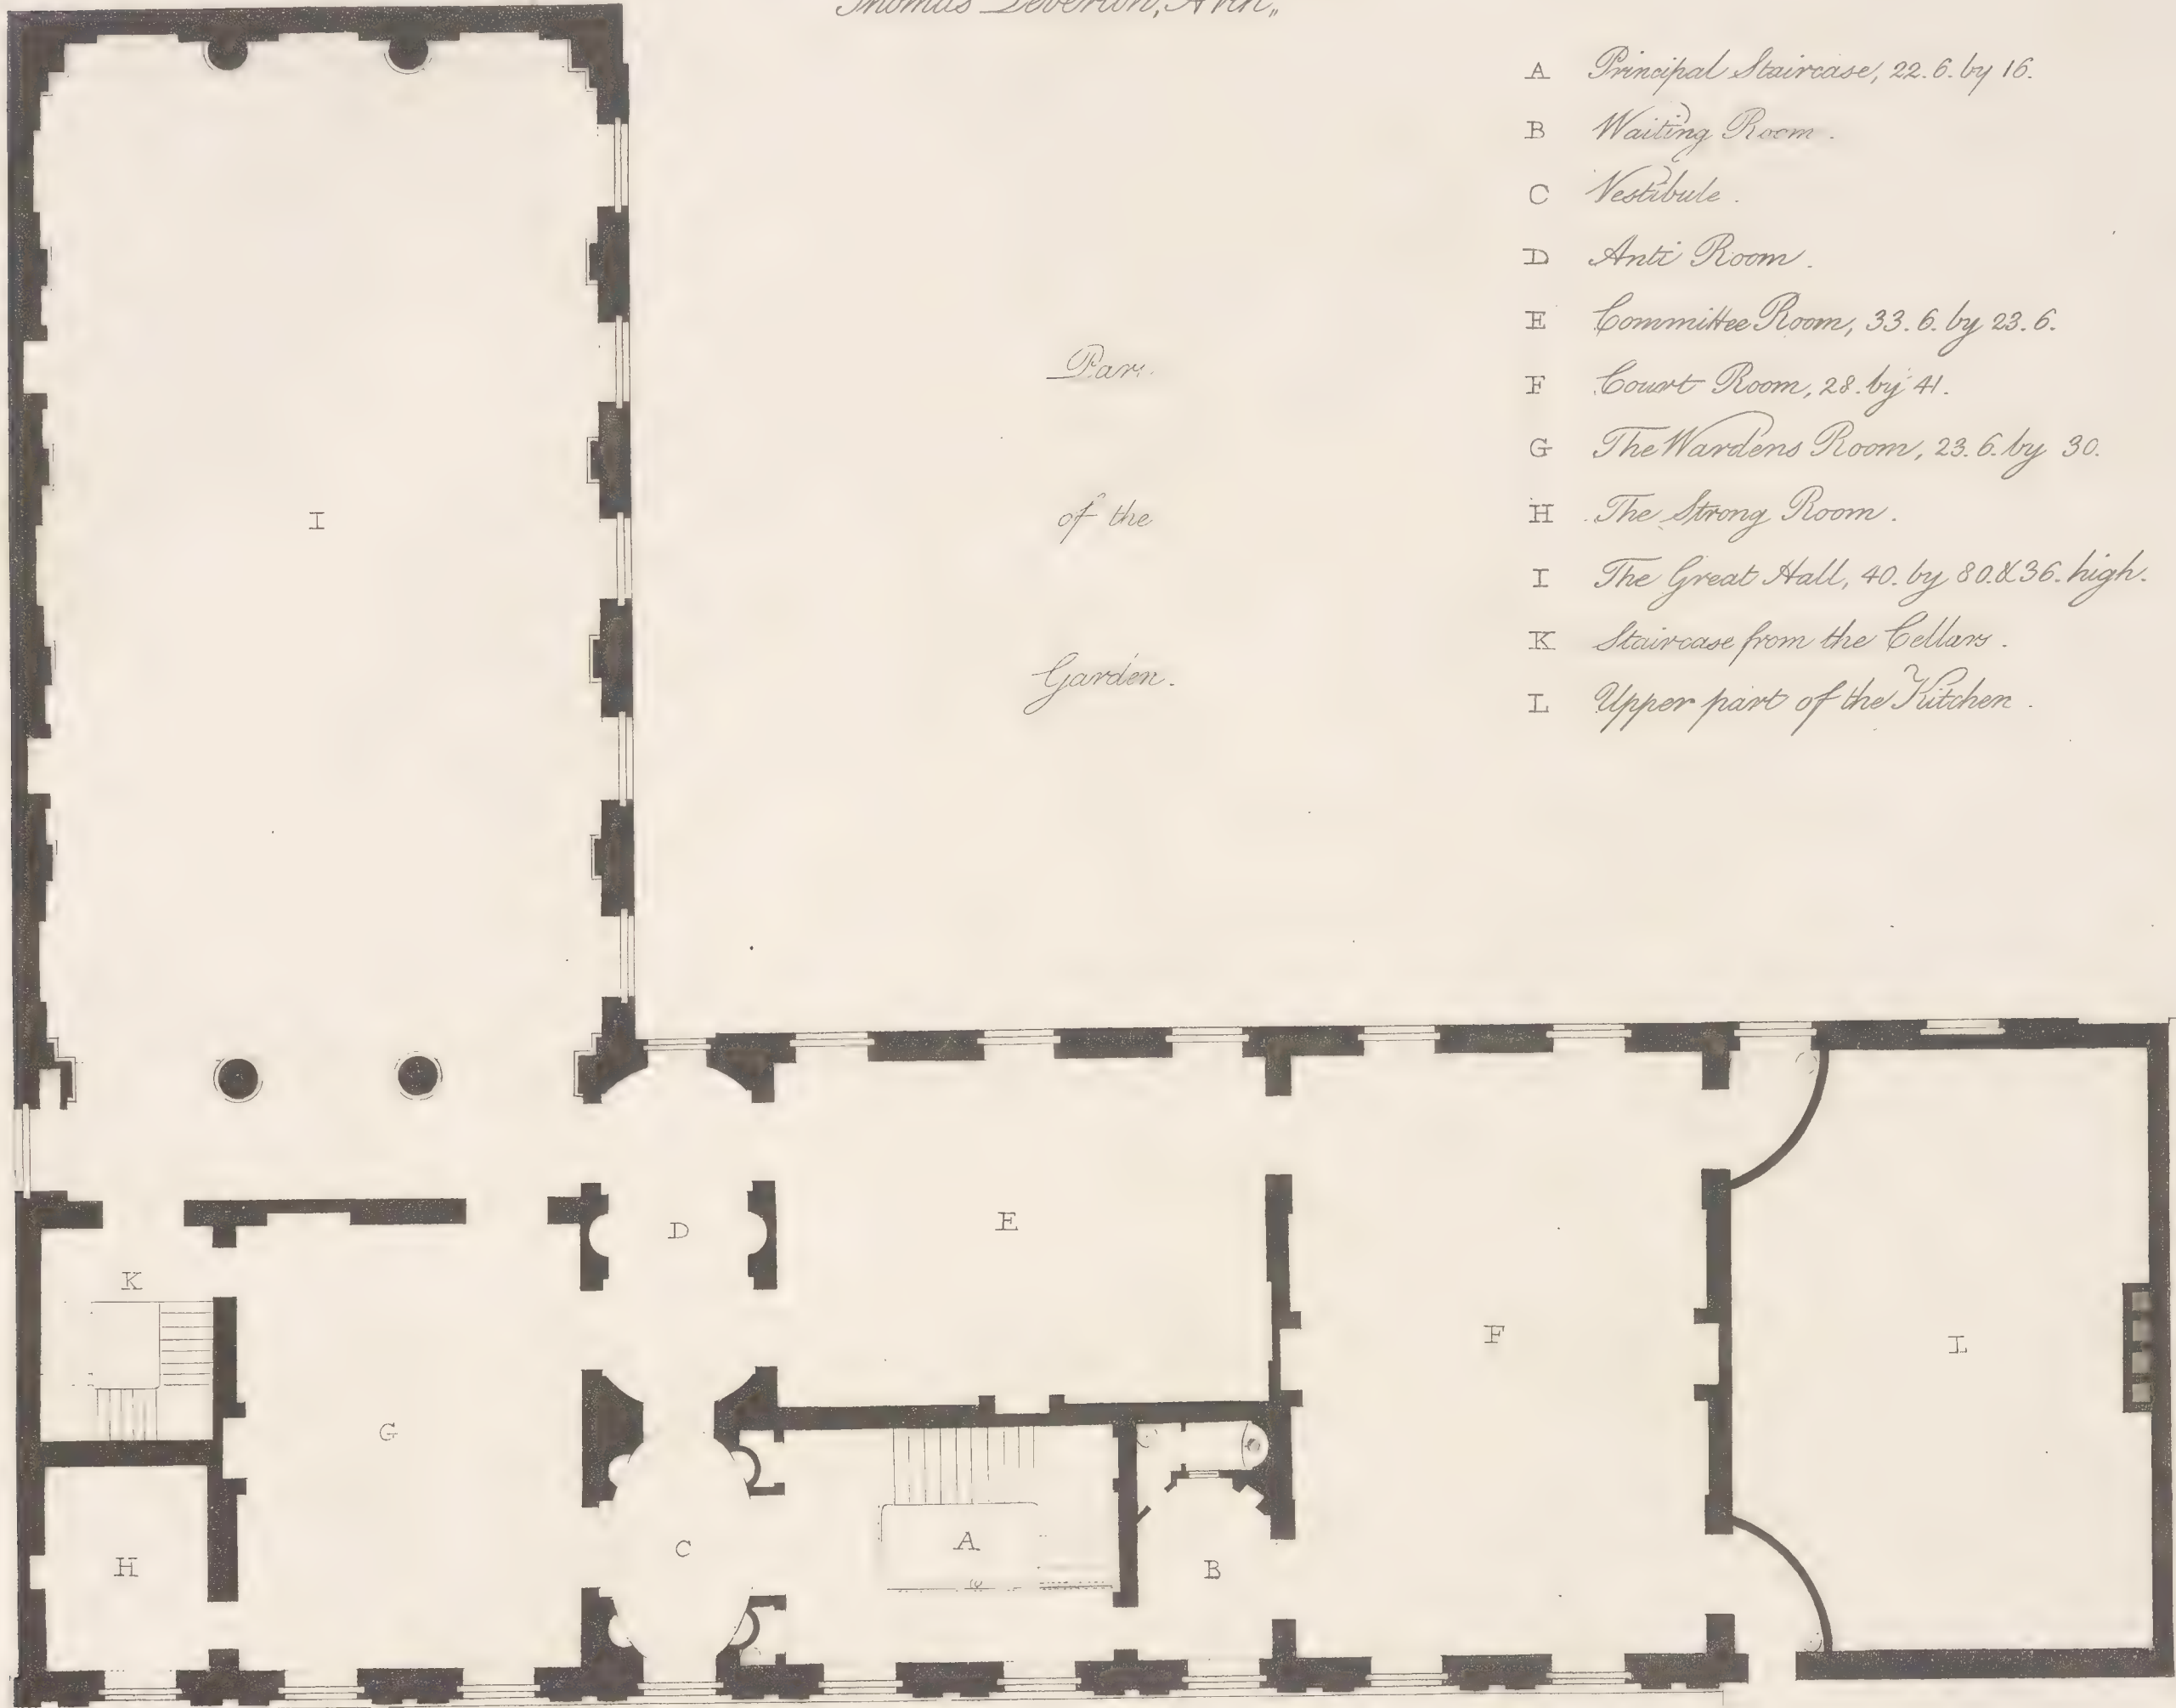 Thomas Leverton, Arch,,
A Principal Staircase, 22.6. by 16.
B Waiting Room.
C Vestibule.
D Anti Room.
E Committee Room, 33.6. by 23.6.
F Court Room, 28. by 41.
G The Wardens Room, 23.6. by 30.
H The Strong Room.
I The Great Hall, 40. by 80. & 36. high.
K Staircase from the Cellars.
L Upper part of the Kitchen.
Part
of the
Garden.
I
D
E
K
F
L
G
A
C
H
B